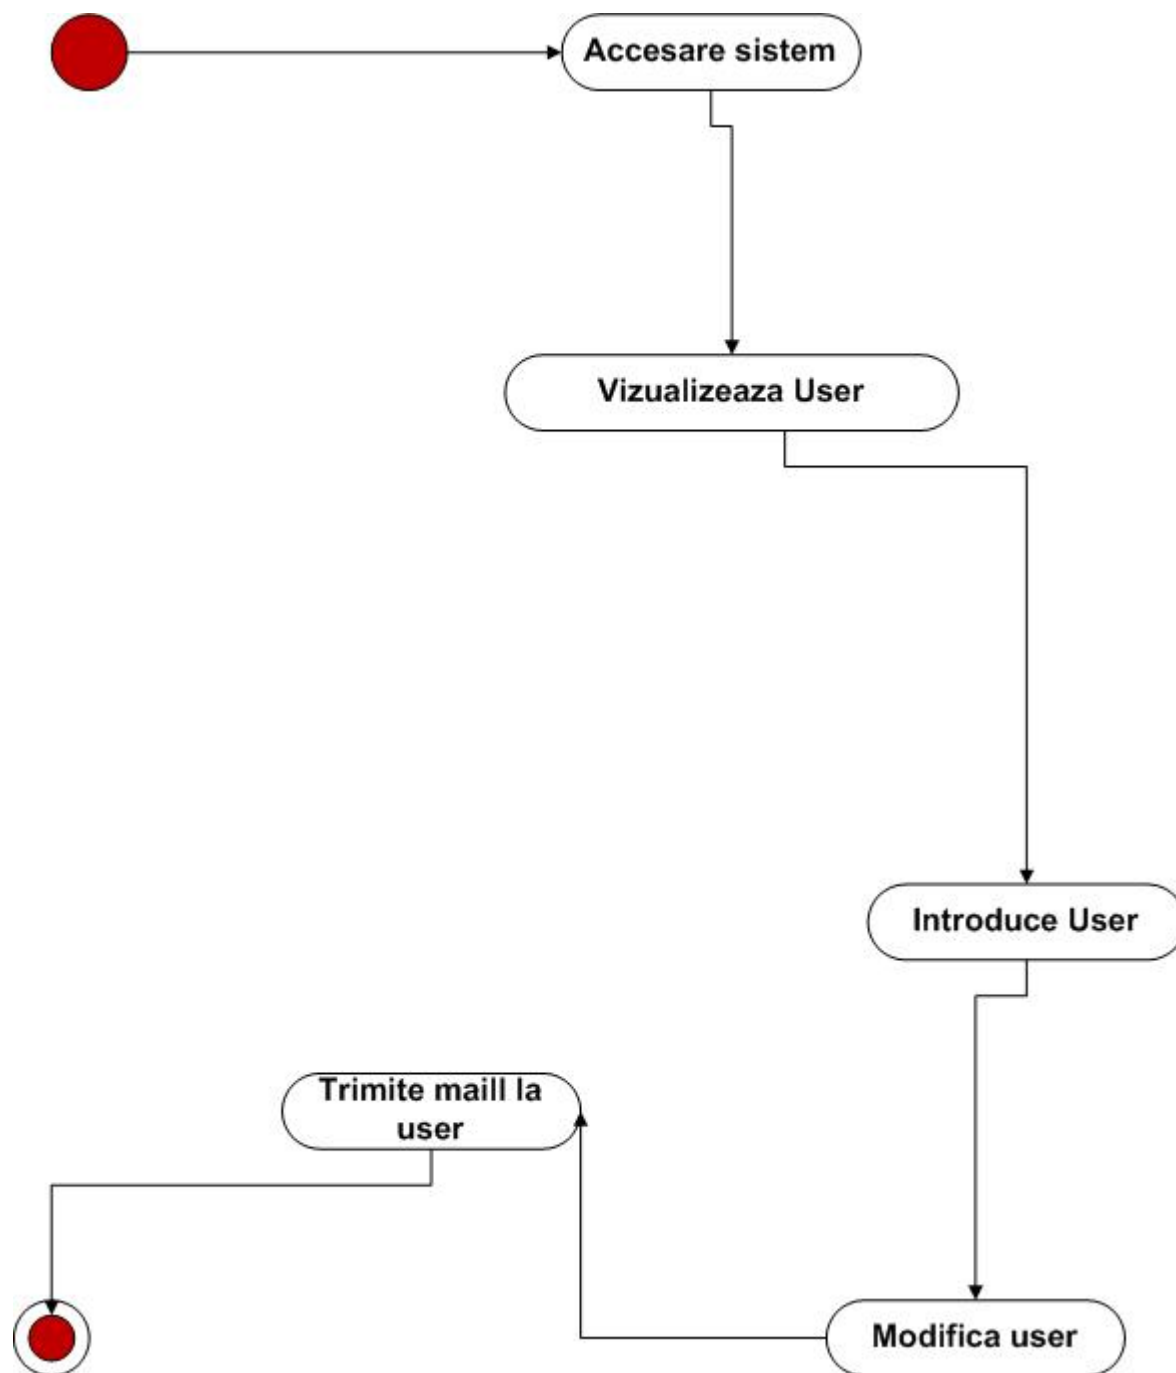 Accesare sistem
Vizualizeaza User
Introduce User
Trimite maill la
user
Modifica user